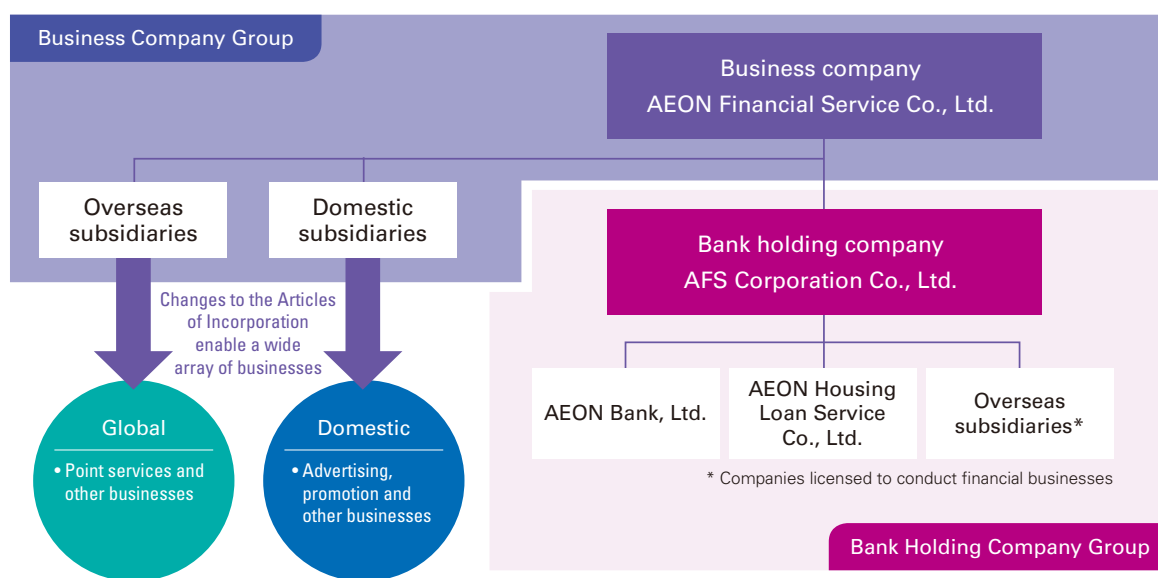 Business Company Group
Business company
AEON Financial Service Co., Ltd.
Overseas
subsidiaries
Domestic
subsidiaries
Bank holding company
AFS Corporation Co., Ltd.
Changes to the Articles
of Incorporation
enable a wide
array of businesses
AEON Bank, Ltd.
AEON Housing
Loan Service
Co., Ltd.
Overseas
subsidiaries*
Global
• Point services and
other businesses
Domestic
• Advertising,
promotion and
other businesses
* Companies licensed to conduct financial businesses
Bank Holding Company Group